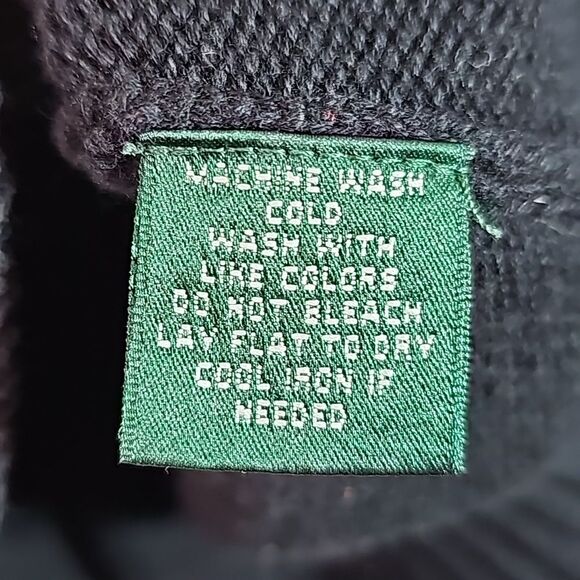 MACHINE WASH
COLD
WASH WITH
LIKE COLORS
DO NOT BLEACH
LAY FLAT TO DRY
COOL IRON IF
NEEDED